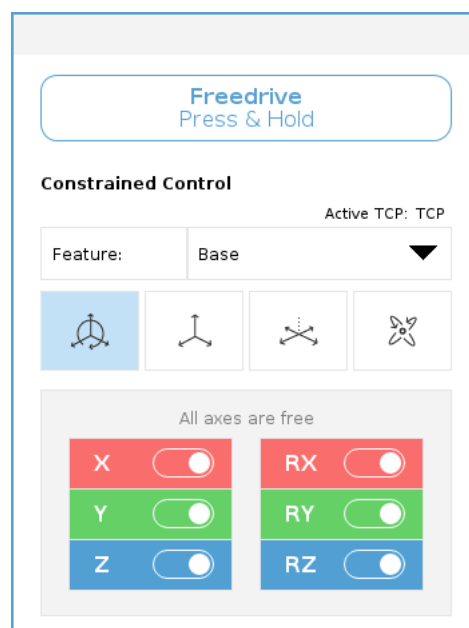 Freedrive
Press & Hold
Constrained Control
Active TCP: TCP
Feature: Base
All axes are free
X RX
Y RY
Z RZ